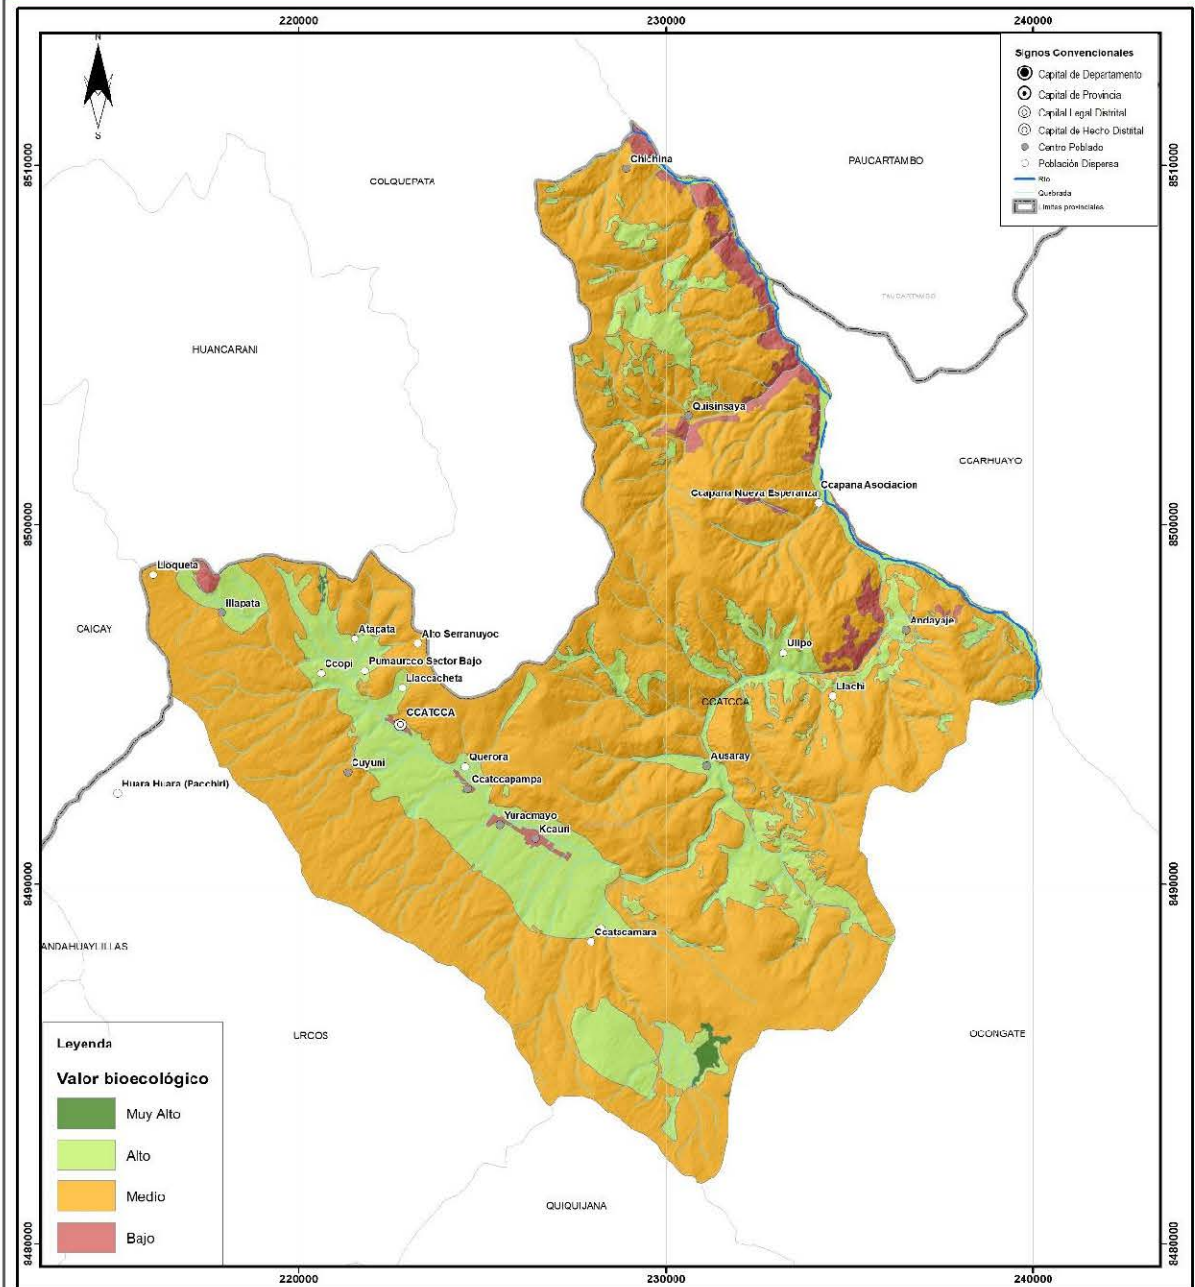 220000
230000
240000
N
S
Signos Convencionales
Capital de Departamento
Capital de Provincia
Capital Legal Distrital
Capital de Hecho Distrital
Centro Poblado
Población Dispersa
Río
Quebrada
Límites provinciales
8510000
8510000
Chichina
PAUCARTAMBO
COLQUEPATA
PAUCARTAMBO
HUANCARANI
Quisinsaya
CCARHUAYO
Ccapana Asociacion
Ccapana Nueva Esperanza
8500000
8500000
Lloqueta
Illapata
CAICAY
Atapata
Alto Serranuyoc
Andayaje
Ullpo
Ccopi
Pumaurcco Sector Bajo
Llaccacheta
Llachi
CCATCCA
CCATCCA
Cuyuni
Querora
Ausaray
Ccatccapampa
Huara Huara (Pacchiri)
Yuracmayo
Kcauri
8490000
8490000
Ccatacamara
ANDAHUAYLILLAS
URCOS
OCONGATE
Leyenda
Valor bioecológico
Muy Alto
Alto
Medio
Bajo
QUIQUIJANA
8480000
8480000
220000
230000
240000